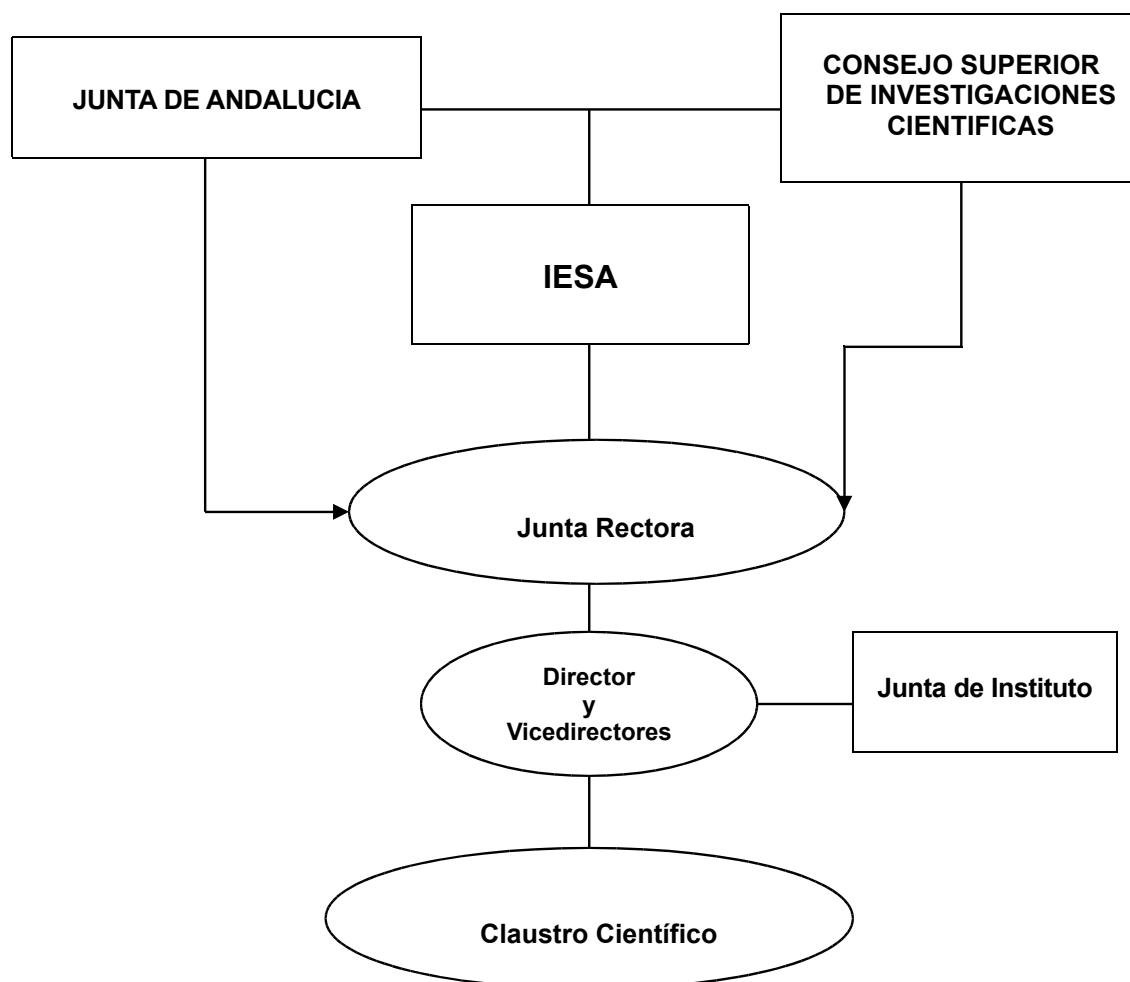 JUNTA DE ANDALUCIA
CONSEJO SUPERIOR
DE INVESTIGACIONES
CIENTIFICAS
IESA
Junta Rectora
Director
y
Vicedirectores
Junta de Instituto
Claustro Científico